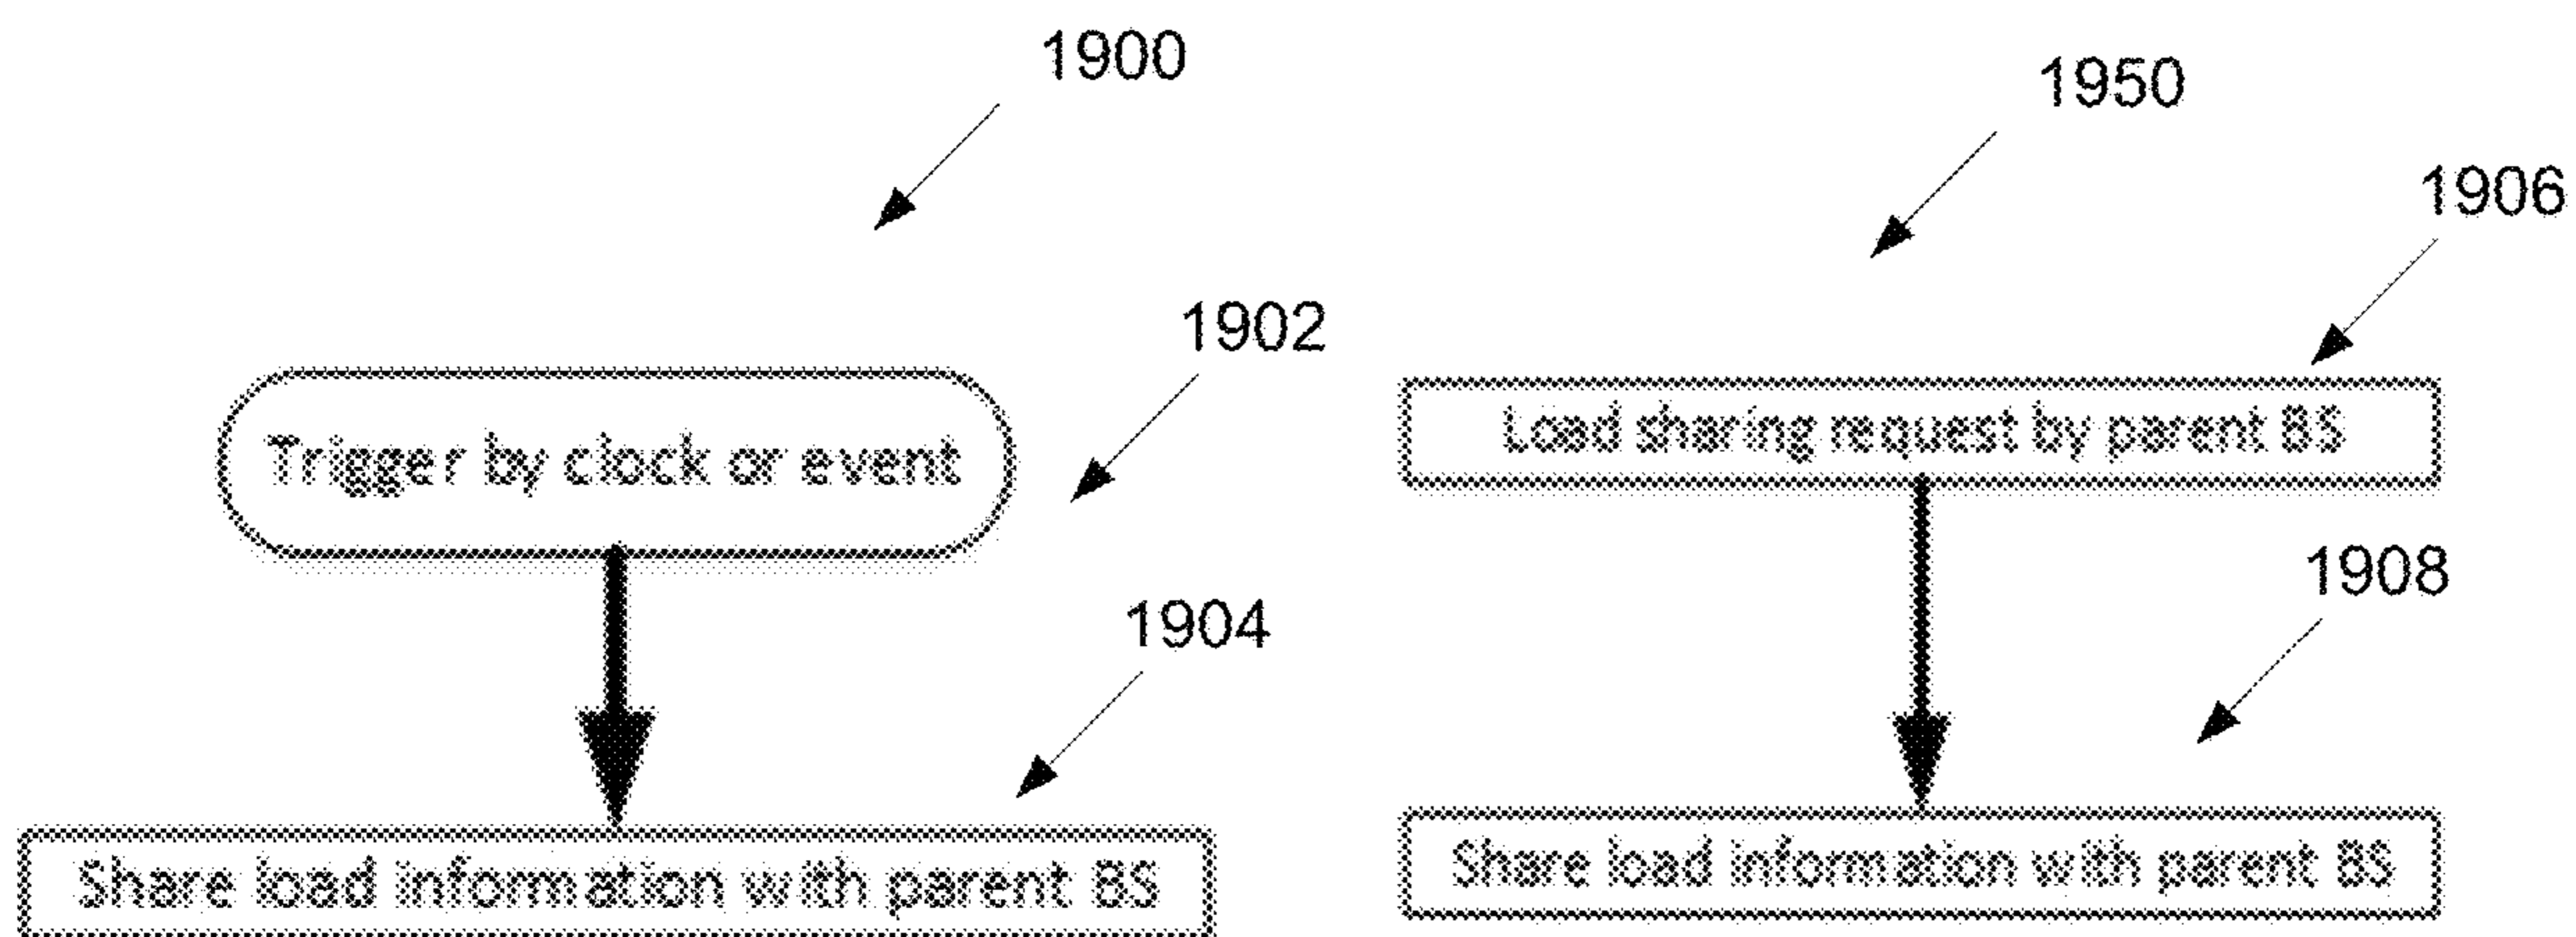 1900
1902
Trigger by clock or event
1904
Share load information with parent BS
1950
1906
Load sharing request by parent BS
1908
Share load information with parent BS